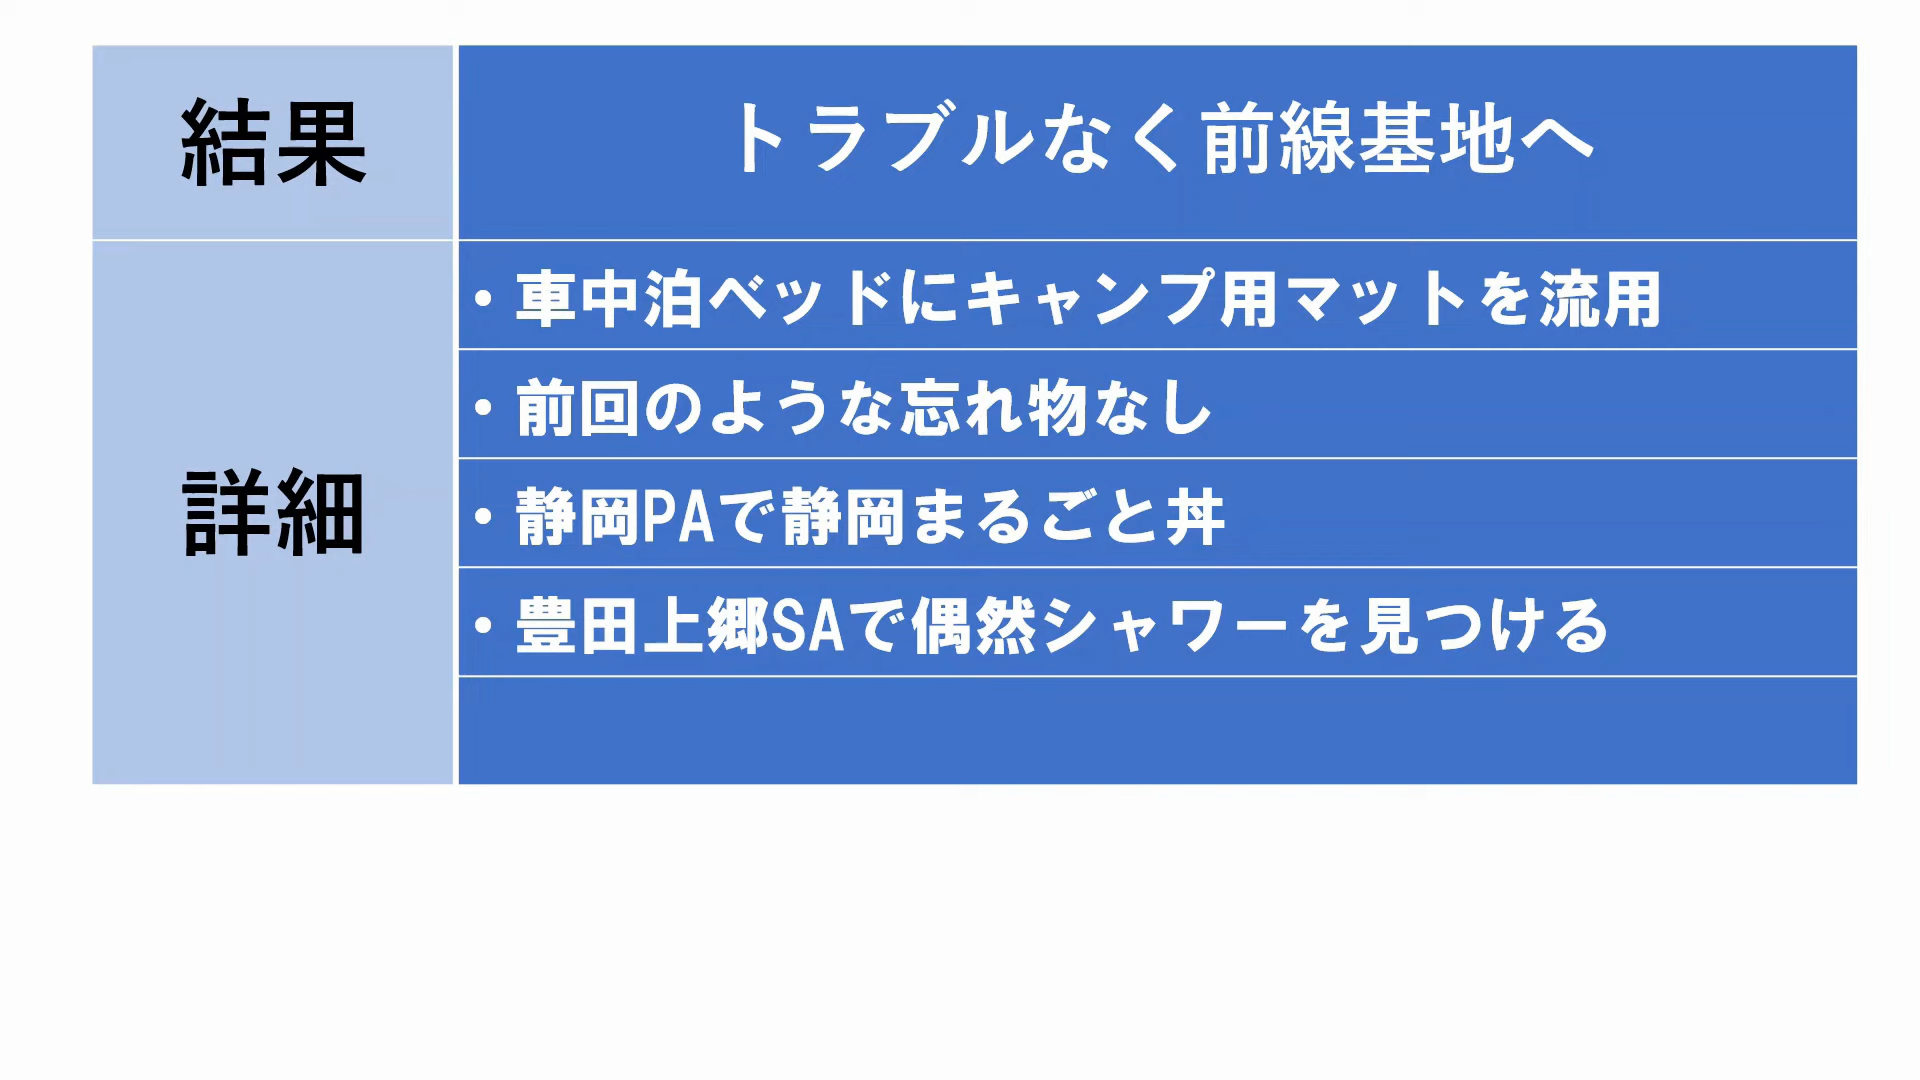 結果
トラブルなく前線基地へ
詳細
・車中泊ベッドにキャンプ用マットを流用
・前回のような忘れ物なし
・静岡PAで静岡まるごと丼
・豊田上郷SAで偶然シャワーを見つける